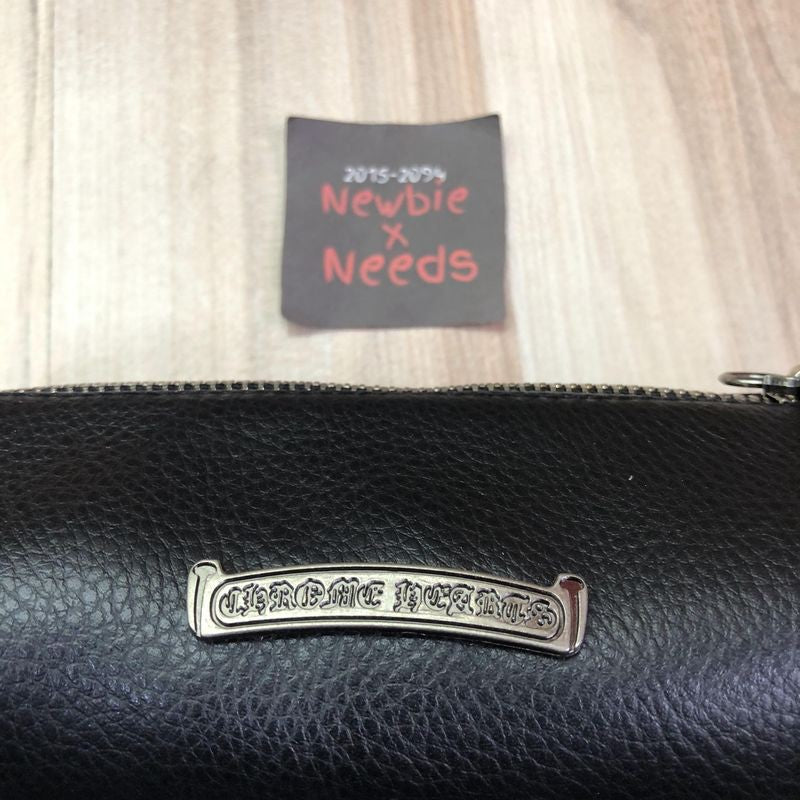 2015-2094
Newbie
x
Needs
CHROME HEARTS